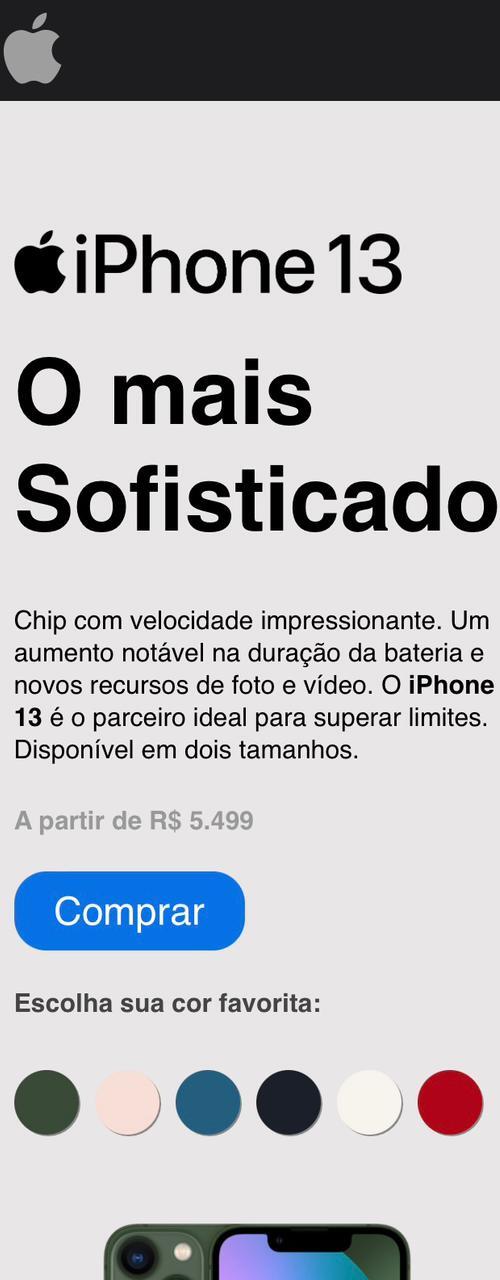 iPhone 13
O mais
Sofisticado
Chip com velocidade impressionante. Um
aumento notável na duração da bateria e
novos recursos de foto e vídeo. O iPhone
13 é o parceiro ideal para superar limites.
Disponível em dois tamanhos.
A partir de R$ 5.499
Comprar
Escolha sua cor favorita: